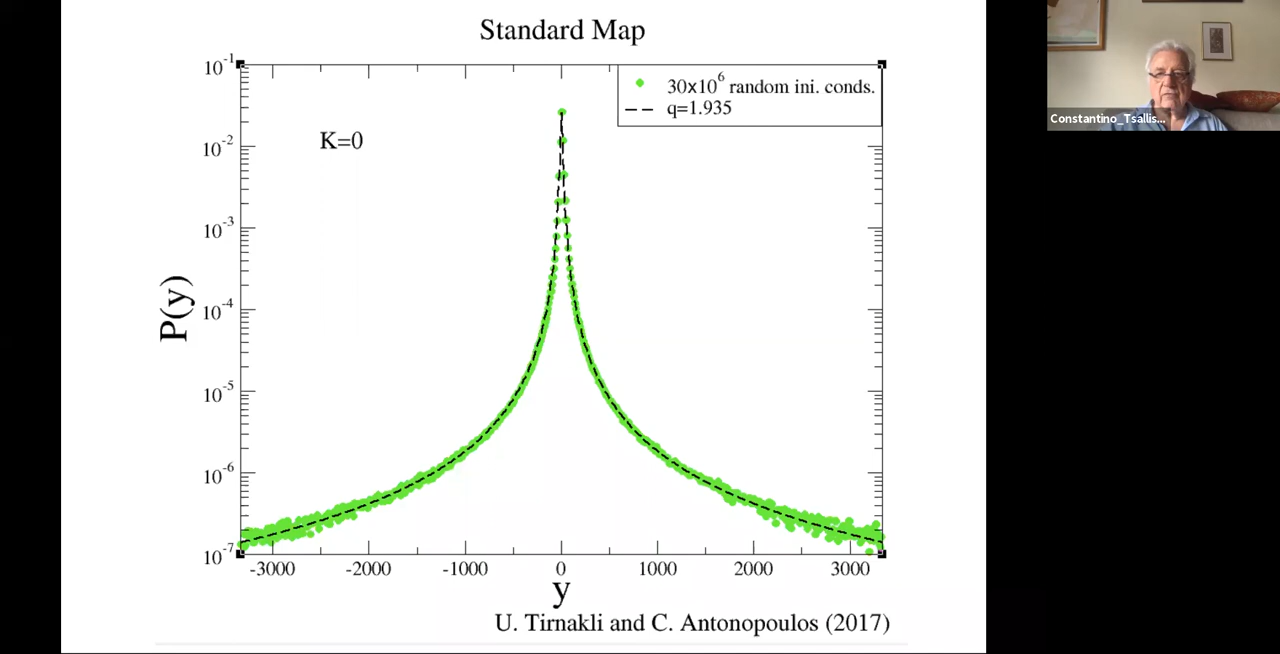 Standard Map
30x10^6 random ini. conds.
q=1.935
K=0
P(y)
10^-1
10^-2
10^-3
10^-4
10^-5
10^-6
10^-7
-3000 -2000 -1000 0 1000 2000 3000
y
U. Tirnakli and C. Antonopoulos (2017)
Constantino_Tsallis...